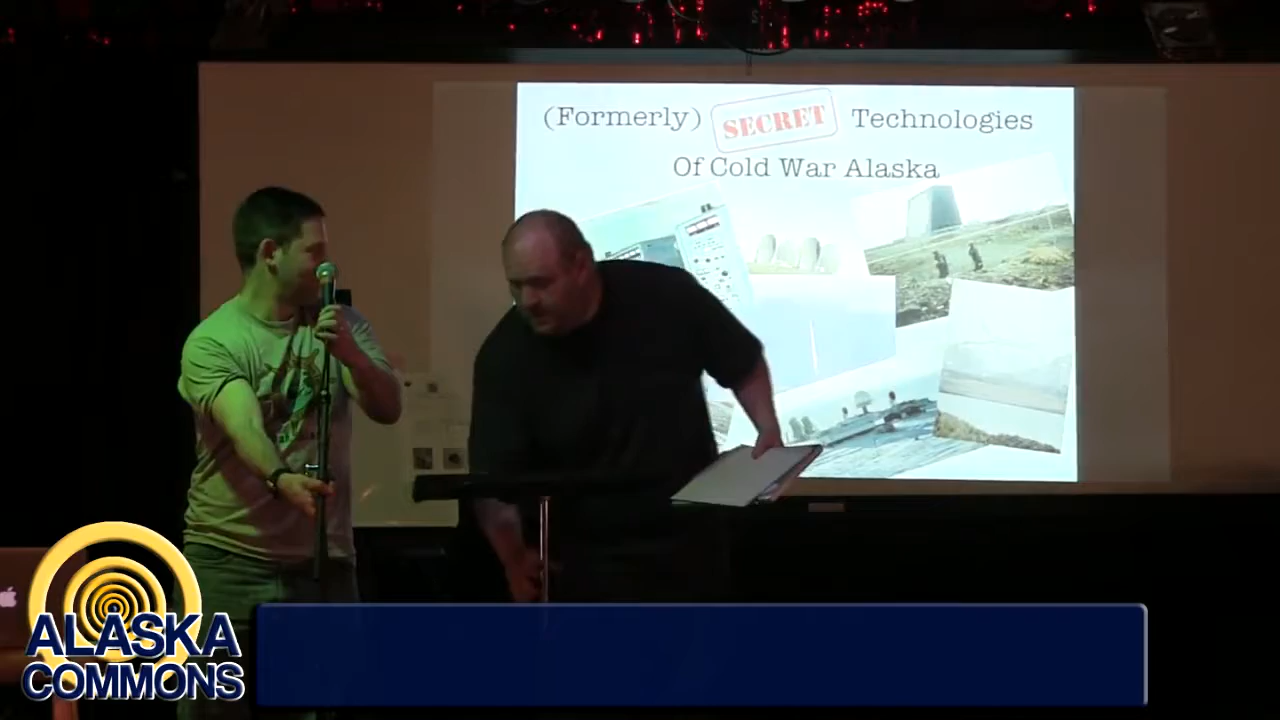 (Formerly) SECRET Technologies
Of Cold War Alaska
ALASKA
COMMONS